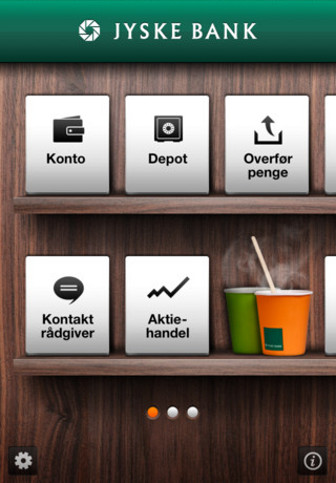 JYSKE BANK
Konto
Depot
Overfør
penge
Kontakt
rådgiver
Aktie-
handel